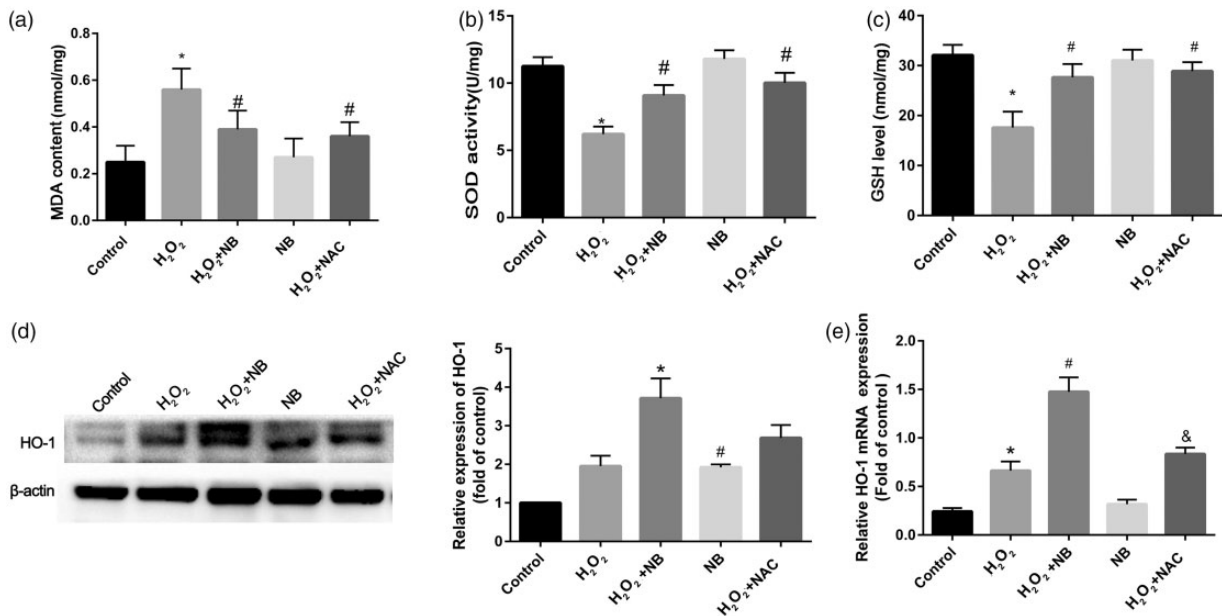 (a)
MDA content (nmol/mg)
0.8
0.6
0.4
0.2
0.0
*
#
#
Control
H₂O₂
H₂O₂+NB
NB
H₂O₂+NAC
(b)
SOD activity(U/mg)
15
10
5
0
*
#
#
Control
H₂O₂
H₂O₂+NB
NB
H₂O₂+NAC
(c)
GSH level (nmol/mg)
40
30
20
10
0
*
#
#
Control
H₂O₂
H₂O₂+NB
NB
H₂O₂+NAC
(d)
Control
H₂O₂
H₂O₂+NB
NB
H₂O₂+NAC
HO-1
β-actin
Relative expression of HO-1
(fold of control)
5
4
3
2
1
0
*
#
Control
H₂O₂
H₂O₂+NB
NB
H₂O₂+NAC
(e)
Relative HO-1 mRNA expression
(Fold of control )
2.0
1.5
1.0
0.5
0.0
*
#
&
Control
H₂O₂
H₂O₂+NB
NB
H₂O₂+NAC